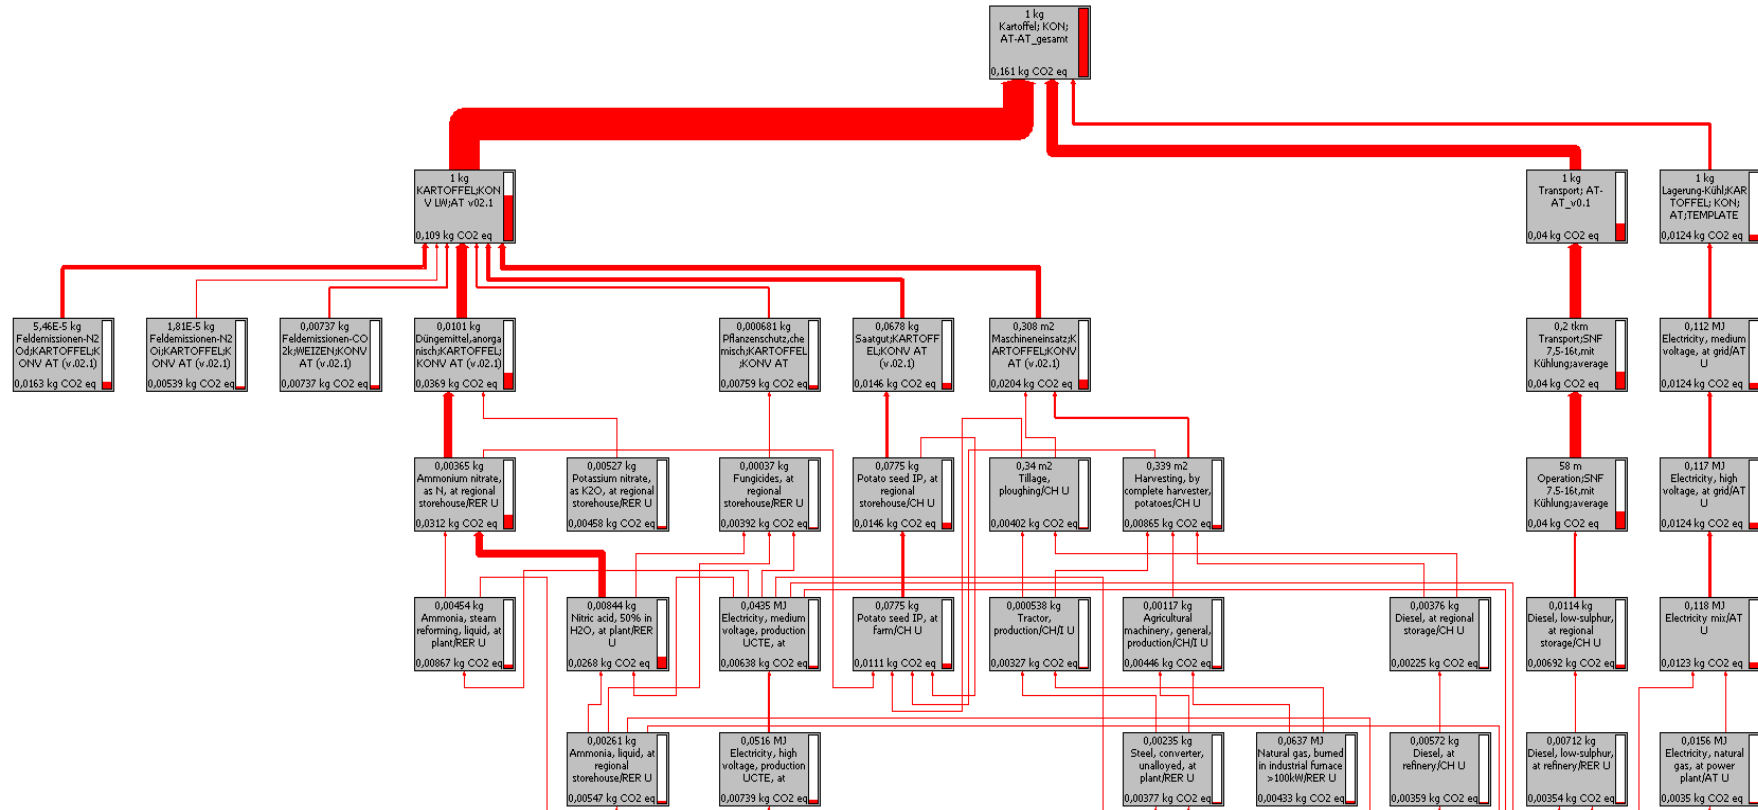 1 kg
Kartoffel; KON;
AT-AT_gesamt
0,161 kg CO2 eq
1 kg
KARTOFFEL;KON
V LW;AT v02.1
0,109 kg CO2 eq
1 kg
Transport; AT-
AT_v0.1
0,04 kg CO2 eq
1 kg
Lagerung-Kühl;KAR
TOFFEL; KON;
AT;TEMPLATE
0,0124 kg CO2 eq
5,46E-5 kg
Feldemissionen-N2
Od;KARTOFFEL;K
ONV AT (v.02.1)
0,0163 kg CO2 eq
1,81E-5 kg
Feldemissionen-N2
Oi;KARTOFFEL;K
ONV AT (v.02.1)
0,00539 kg CO2 eq
0,00737 kg
Feldemissionen-CO
2k;WEIZEN;KONV
AT (v.02.1)
0,00737 kg CO2 eq
0,0101 kg
Düngemittel,anorga
nisch;KARTOFFEL;
KONV AT (v.02.1)
0,0369 kg CO2 eq
0,000681 kg
Pflanzenschutz,che
misch;KARTOFFEL
;KONV AT
0,00759 kg CO2 eq
0,0678 kg
Saatgut;KARTOFF
EL;KONV AT
(v.02.1)
0,0146 kg CO2 eq
0,308 m2
Maschineneinsatz;K
ARTOFFEL;KONV
AT (v.02.1)
0,0204 kg CO2 eq
0,2 tkm
Transport;SNF
7,5-16t,mit
Kühlung;average
0,04 kg CO2 eq
0,112 MJ
Electricity, medium
voltage, at grid/AT
U
0,0124 kg CO2 eq
0,00365 kg
Ammonium nitrate,
as N, at regional
storehouse/RER U
0,0312 kg CO2 eq
0,00527 kg
Potassium nitrate,
as K2O, at regional
storehouse/RER U
0,00458 kg CO2 eq
0,00037 kg
Fungicides, at
regional
storehouse/RER U
0,00392 kg CO2 eq
0,0775 kg
Potato seed IP, at
regional
storehouse/CH U
0,0146 kg CO2 eq
0,34 m2
Tillage,
ploughing/CH U
0,00402 kg CO2 eq
0,339 m2
Harvesting, by
complete harvester,
potatoes/CH U
0,00865 kg CO2 eq
58 m
Operation;SNF
7.5-16t,mit
Kühlung;average
0,04 kg CO2 eq
0,117 MJ
Electricity, high
voltage, at grid/AT
U
0,0124 kg CO2 eq
0,00454 kg
Ammonia, steam
reforming, liquid, at
plant/RER U
0,00867 kg CO2 eq
0,00844 kg
Nitric acid, 50% in
H2O, at plant/RER
U
0,0268 kg CO2 eq
0,0435 MJ
Electricity, medium
voltage, production
UCTE, at
0,00638 kg CO2 eq
0,0775 kg
Potato seed IP, at
farm/CH U
0,0111 kg CO2 eq
0,000538 kg
Tractor,
production/CH/I U
0,00327 kg CO2 eq
0,00117 kg
Agricultural
machinery, general,
production/CH/I U
0,00446 kg CO2 eq
0,00376 kg
Diesel, at regional
storage/CH U
0,00225 kg CO2 eq
0,0114 kg
Diesel, low-sulphur,
at regional
storage/CH U
0,00692 kg CO2 eq
0,118 MJ
Electricity mix/AT
U
0,0123 kg CO2 eq
0,00261 kg
Ammonia, liquid, at
regional
storehouse/RER U
0,00547 kg CO2 eq
0,0516 MJ
Electricity, high
voltage, production
UCTE, at
0,00739 kg CO2 eq
0,00235 kg
Steel, converter,
unalloyed, at
plant/RER U
0,00377 kg CO2 eq
0,0637 MJ
Natural gas, burned
in industrial furnace
>100kW/RER U
0,00433 kg CO2 eq
0,00572 kg
Diesel, at
refinery/CH U
0,00359 kg CO2 eq
0,00712 kg
Diesel, low-sulphur,
at refinery/RER U
0,00354 kg CO2 eq
0,0156 MJ
Electricity, natural
gas, at power
plant/AT U
0,0035 kg CO2 eq